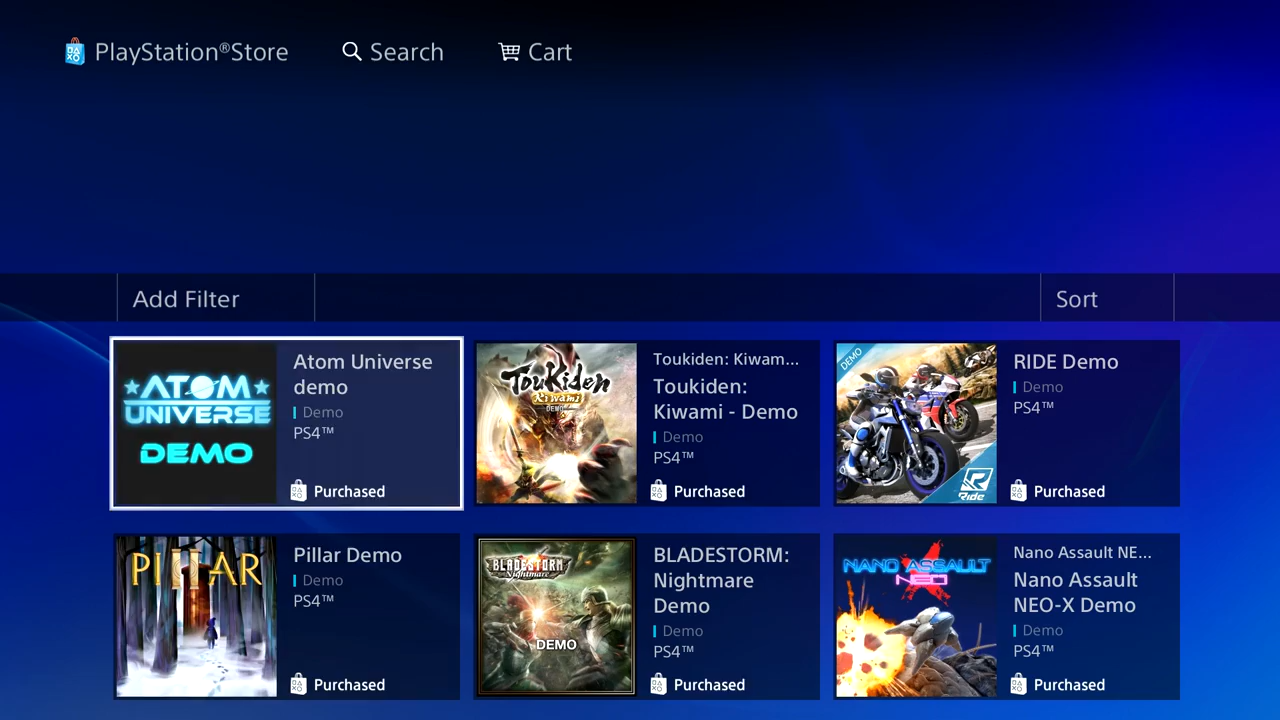 PlayStation®Store
Search
Cart
Add Filter
Sort
ATOM
UNIVERSE
DEMO
Atom Universe
demo
Demo
PS4™
Purchased
TOUKIDEN
Kiwami
DEMO
Toukiden: Kiwam...
Toukiden:
Kiwami - Demo
Demo
PS4™
Purchased
DEMO
R
Ride
RIDE Demo
Demo
PS4™
Purchased
PILLAR
Pillar Demo
Demo
PS4™
Purchased
BLADESTORM
Nightmare
DEMO
BLADESTORM:
Nightmare
Demo
Demo
PS4™
Purchased
NANO ASSAULT
NEO
Nano Assault NE...
Nano Assault
NEO-X Demo
Demo
PS4™
Purchased